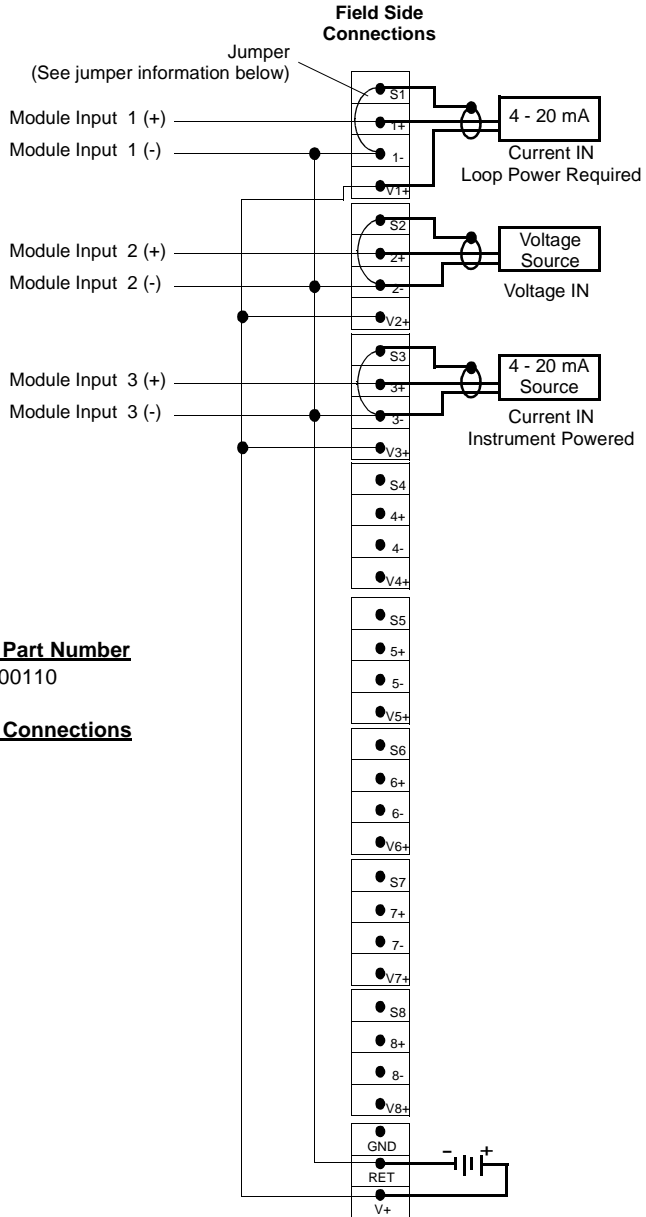 Field Side
Connections
Jumper
(See jumper information below)
S1
Module Input 1 (+)
1+
4 - 20 mA
Module Input 1 (-)
1-
Current IN
Loop Power Required
V1+
S2
Module Input 2 (+)
2+
Voltage
Source
Module Input 2 (-)
2-
Voltage IN
V2+
S3
Module Input 3 (+)
3+
4 - 20 mA
Source
Module Input 3 (-)
3-
Current IN
Instrument Powered
V3+
S4
4+
4-
V4+
S5
Part Number
5+
00110
5-
V5+
Connections
S6
6+
6-
V6+
S7
7+
7-
V7+
S8
8+
8-
V8+
GND
- +
RET
V+